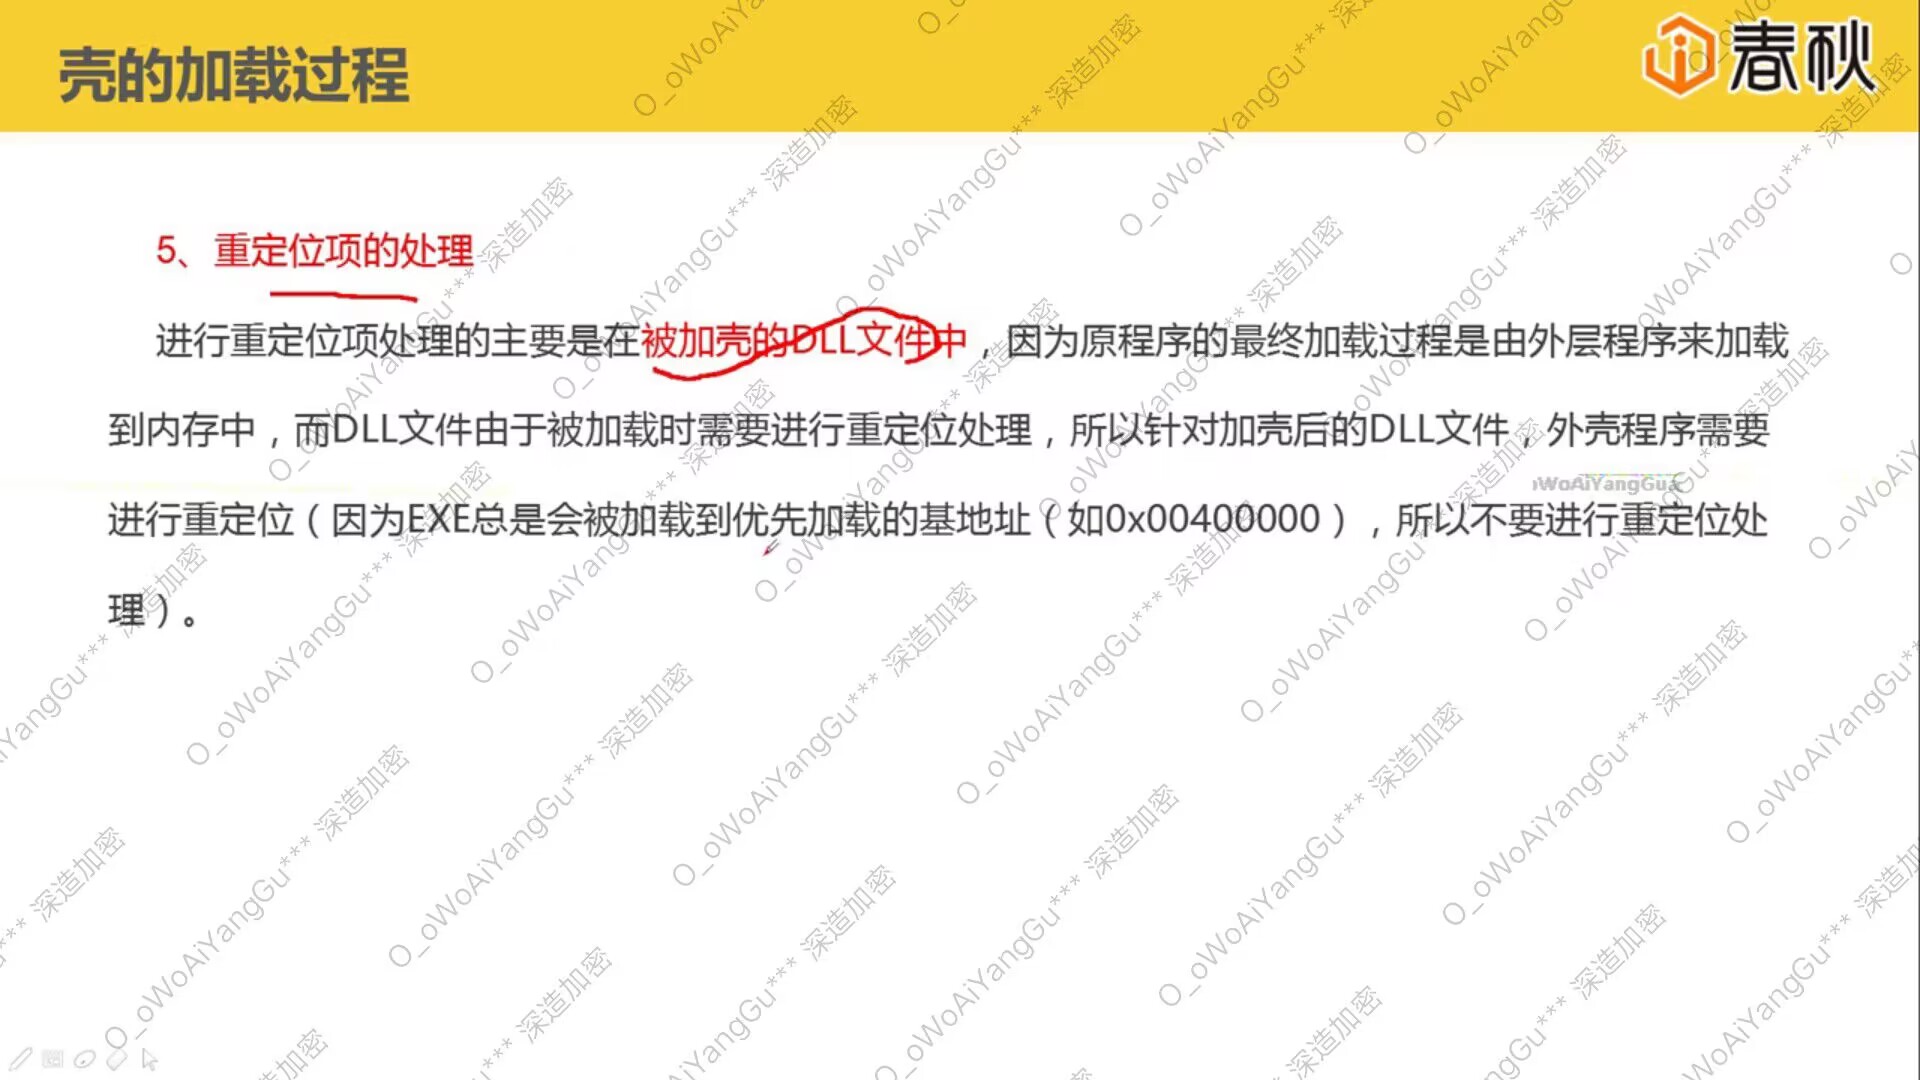 壳的加载过程
春秋
5、重定位项的处理
进行重定位项处理的主要是在被加壳的DLL文件中，因为原程序的最终加载过程是由外层程序来加载
到内存中，而DLL文件由于被加载时需要进行重定位处理，所以针对加壳后的DLL文件，外壳程序需要
进行重定位（因为EXE总是会被加载到优先加载的基地址（如0x00400000），所以不要进行重定位处
理）。
O_oWoAiYangGu*** 深造加密